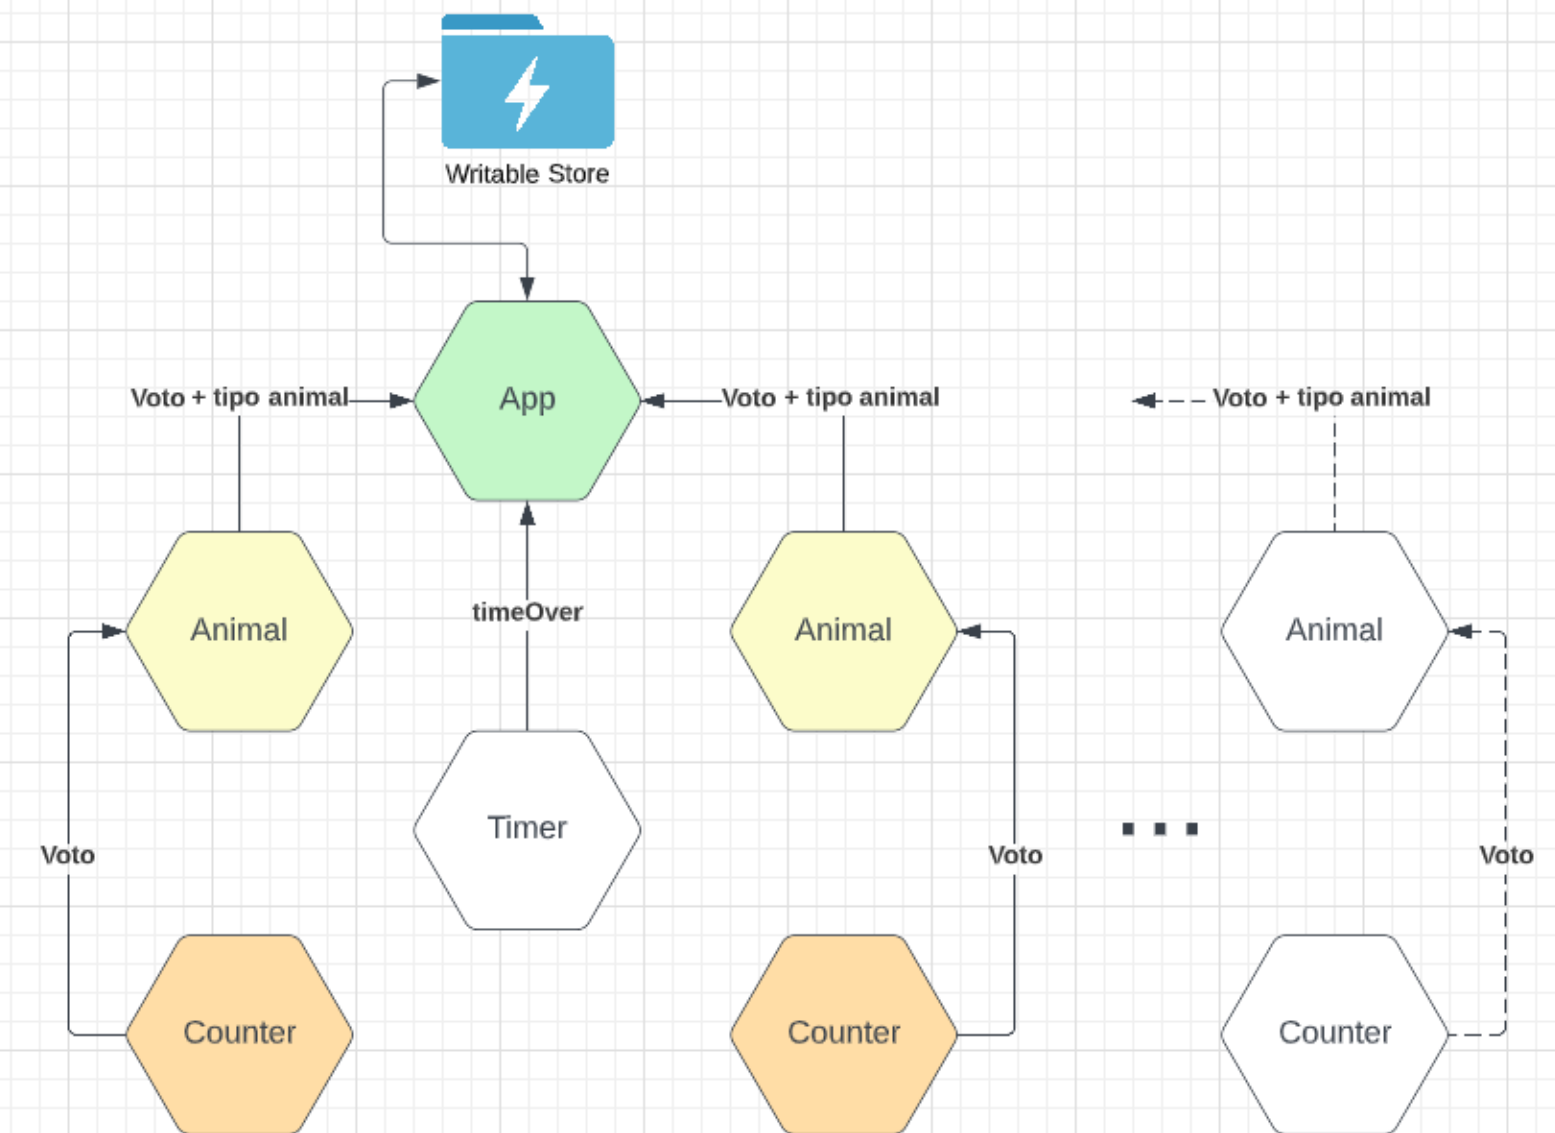 Writable Store
Voto + tipo animal
App
Voto + tipo animal
Voto + tipo animal
timeOver
Animal
Animal
Animal
Timer
...
Voto
Voto
Voto
Counter
Counter
Counter